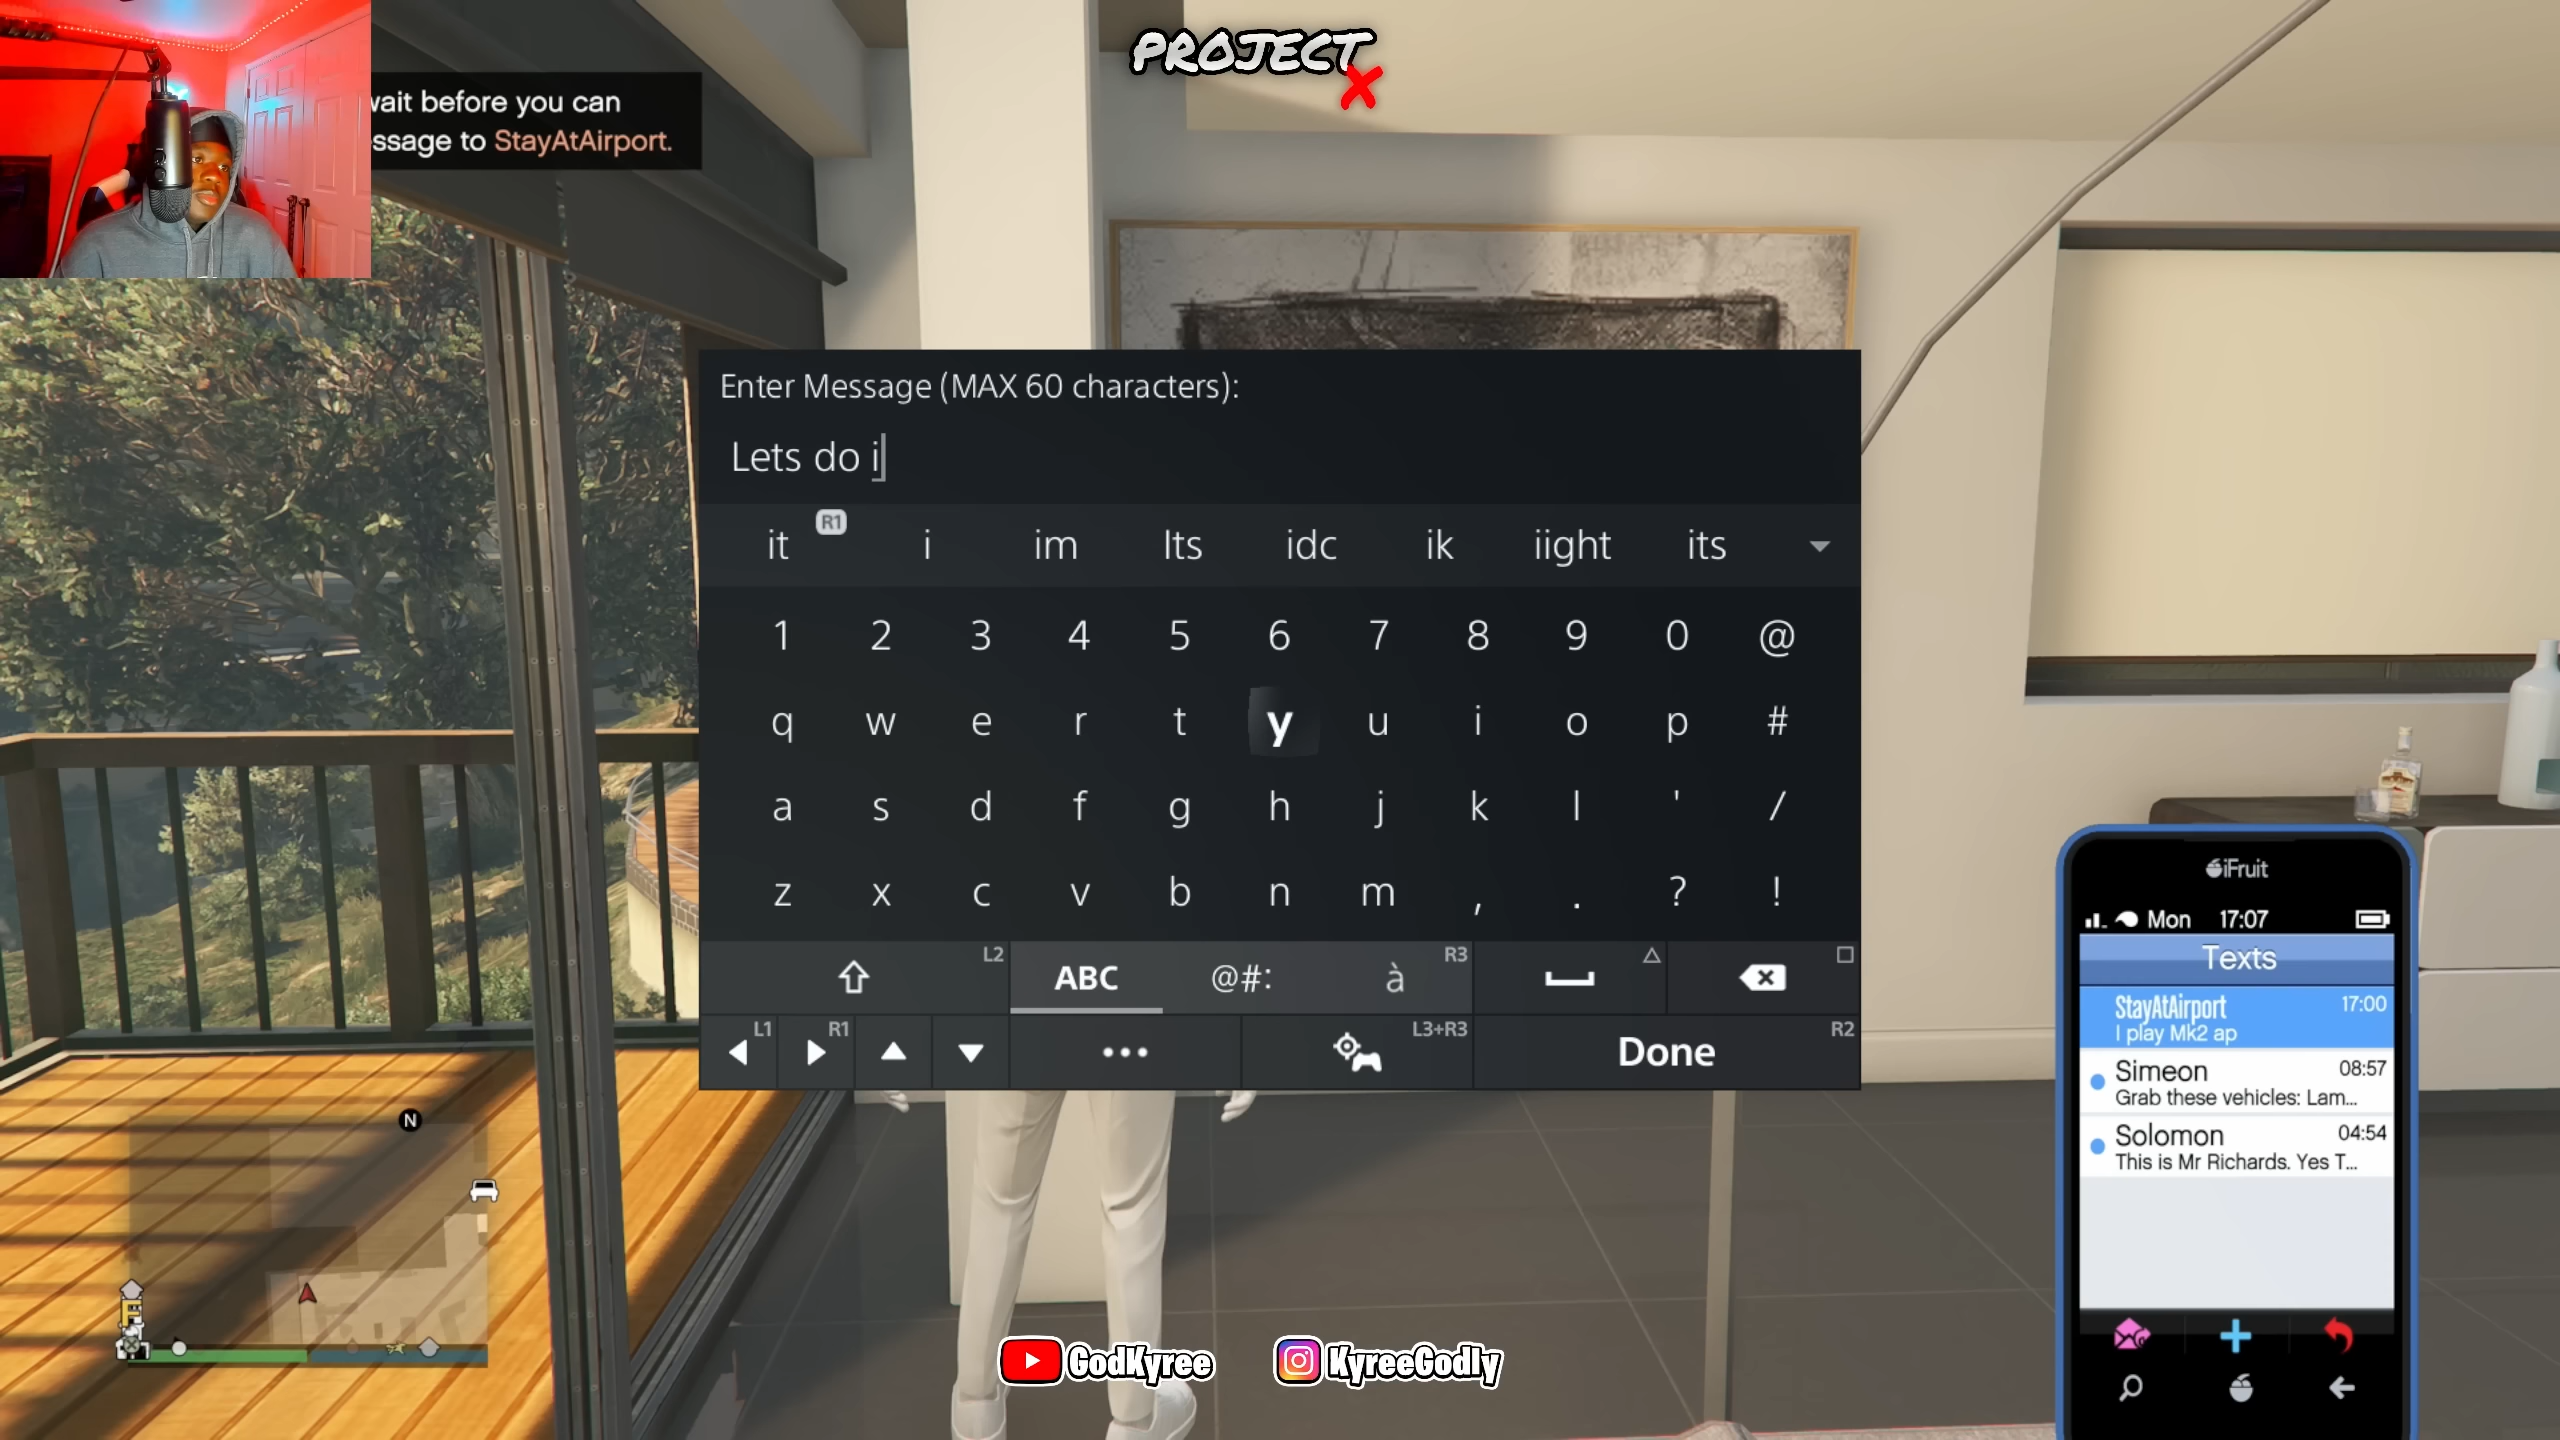 PROJECT
wait before you can
ssage to StayAtAirport.
Enter Message (MAX 60 characters):
Lets do i
it R1 i im Its idc ik iight its
1 2 3 4 5 6 7 8 9 0 @
q w e r t y u i o p #
a s d f g h j k l ' /
z x c v b n m , . ? !
L2 ABC @#: à R3
L1 R1 ... L3+R3 Done R2
iFruit
Mon 17:07
Texts
StayAtAirport 17:00
I play Mk2 ap
Simeon 08:57
Grab these vehicles: Lam...
Solomon 04:54
This is Mr Richards. Yes T...
N
F
GodKyree KyreeGodly